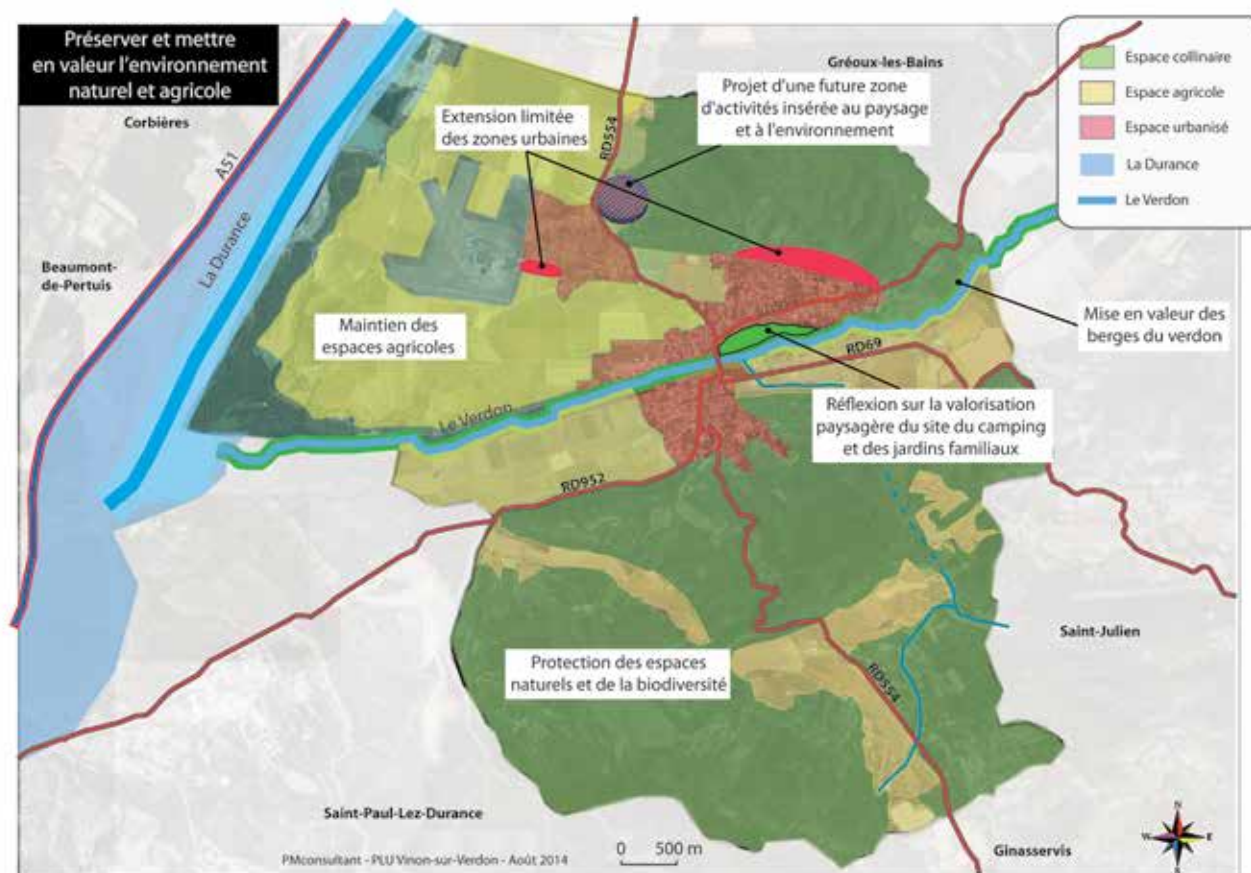 Préserver et mettre
en valeur l'environnement
naturel et agricole
Corbières
Gréoux-les-Bains
Espace collinaire
Espace agricole
Espace urbanisé
La Durance
Le Verdon
Projet d'une future zone
d'activités insérée au paysage
et à l'environnement
Extension limitée
des zones urbaines
RD554
A51
La Durance
Beaumont-
de-Pertuis
Maintien des
espaces agricoles
Mise en valeur des
berges du verdon
RD69
Le Verdon
Réflexion sur la valorisation
paysagère du site du camping
et des jardins familiaux
RD952
Saint-Julien
Protection des espaces
naturels et de la biodiversité
RD554
Saint-Paul-Lez-Durance
PMconsultant - PLU Vinon-sur-Verdon - Août 2014
0 500 m
Ginasservis
N
W E
S